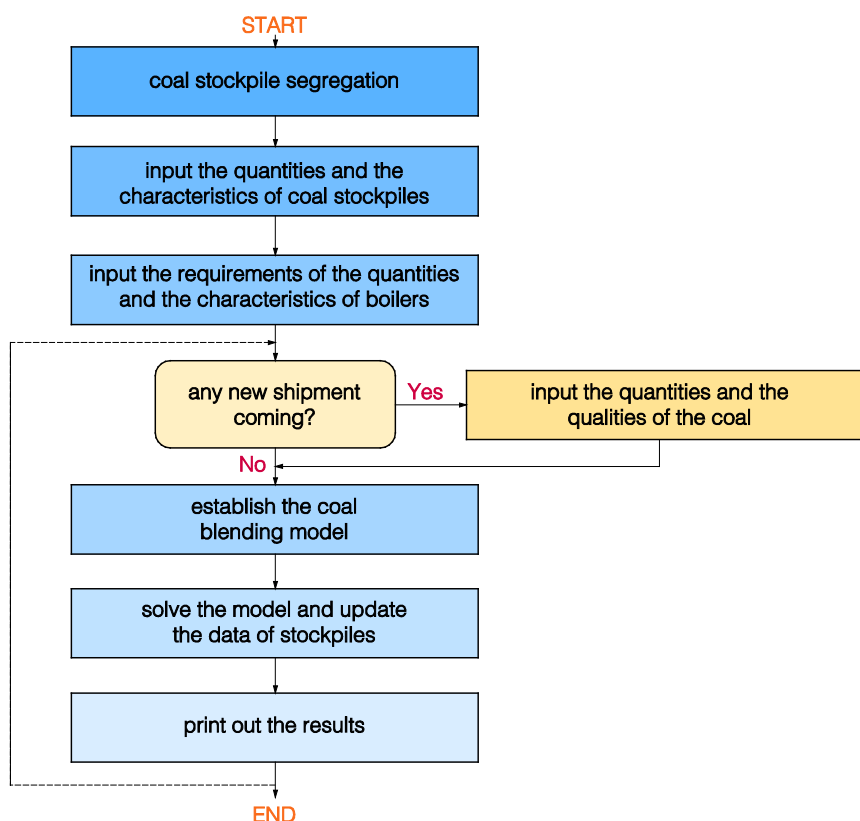 START
coal stockpile segregation
input the quantities and the
characteristics of coal stockpiles
input the requirements of the quantities
and the characteristics of boilers
any new shipment
coming?
Yes
input the quantities and the
qualities of the coal
No
establish the coal
blending model
solve the model and update
the data of stockpiles
print out the results
END